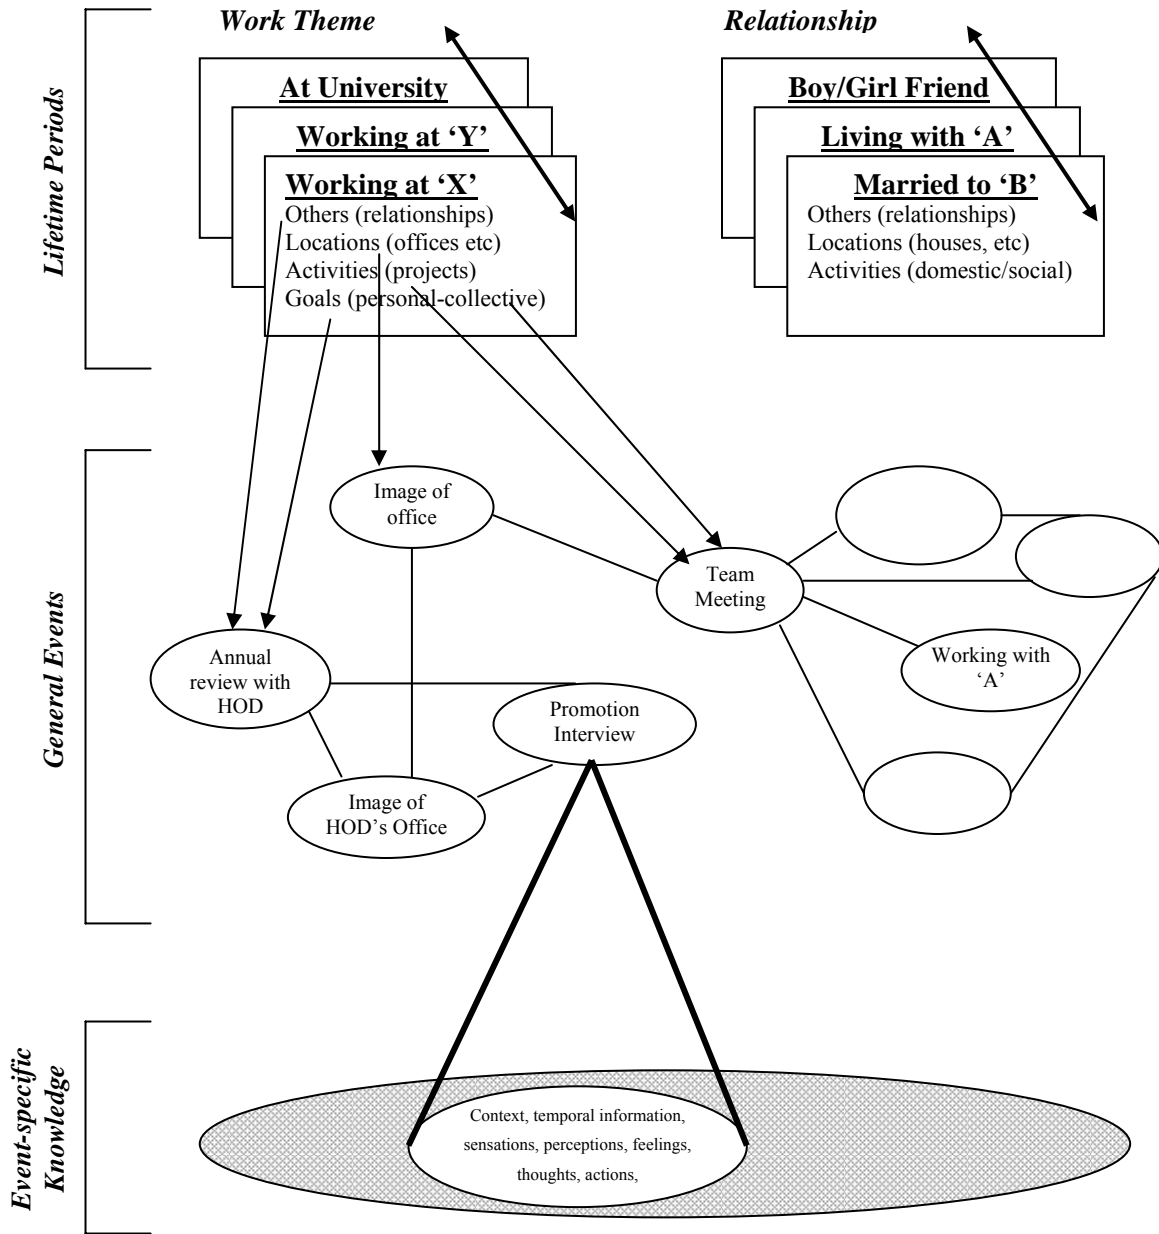 Work Theme
Relationship
Lifetime Periods
At University
Working at ‘Y’
Working at ‘X’
Others (relationships)
Locations (offices etc)
Activities (projects)
Goals (personal-collective)
Boy/Girl Friend
Living with ‘A’
Married to ‘B’
Others (relationships)
Locations (houses, etc)
Activities (domestic/social)
General Events
Image of
office
Team
Meeting
Annual
review with
HOD
Working with
‘A’
Promotion
Interview
Image of
HOD’s Office
Event-specific
Knowledge
Context, temporal information,
sensations, perceptions, feelings,
thoughts, actions,